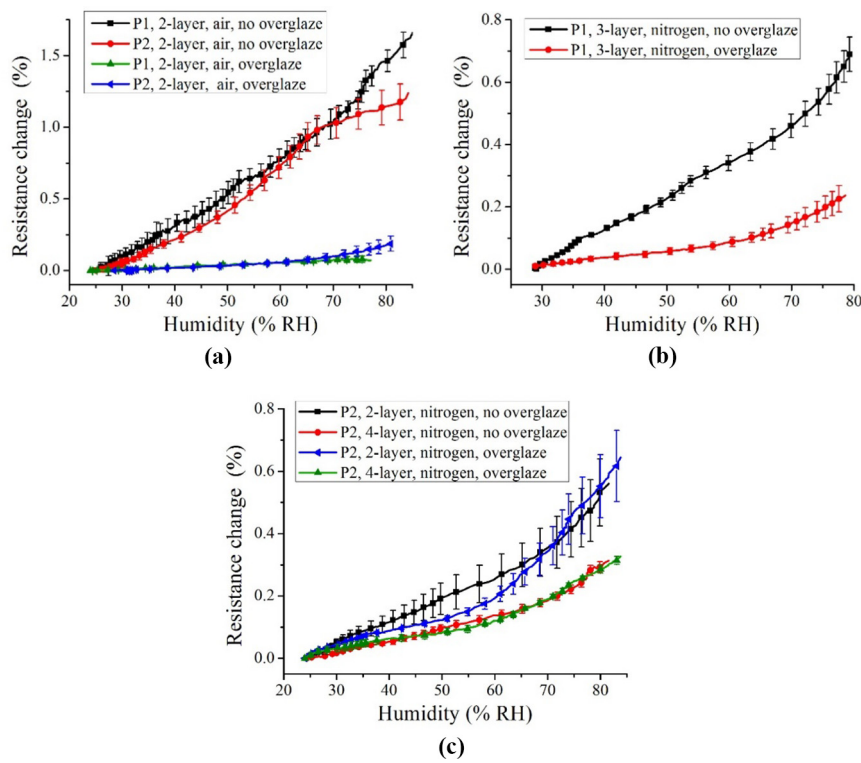 P1, 2-layer, air, no overglaze
P2, 2-layer, air, no overglaze
P1, 2-layer, air, overglaze
P2, 2-layer, air, overglaze
Resistance change (%)
1.5
1.0
0.5
0.0
20 30 40 50 60 70 80
Humidity (% RH)
(a)
P1, 3-layer, nitrogen, no overglaze
P1, 3-layer, nitrogen, overglaze
Resistance change (%)
0.8
0.6
0.4
0.2
0.0
30 40 50 60 70 80
Humidity (% RH)
(b)
P2, 2-layer, nitrogen, no overglaze
P2, 4-layer, nitrogen, no overglaze
P2, 2-layer, nitrogen, overglaze
P2, 4-layer, nitrogen, overglaze
Resistance change (%)
0.8
0.6
0.4
0.2
0.0
20 30 40 50 60 70 80
Humidity (% RH)
(c)